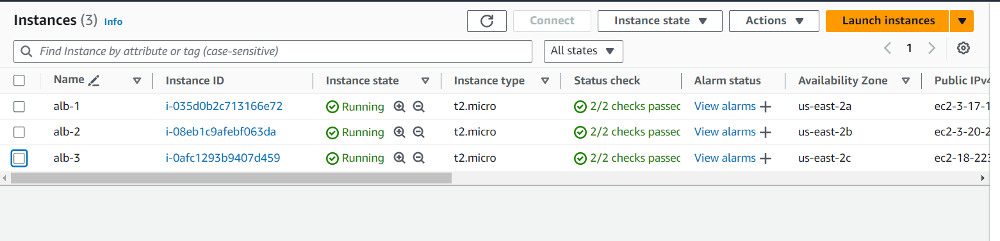 Instances (3) Info Connect Instance state Actions Launch instances
Find Instance by attribute or tag (case-sensitive) All states 1
Name Instance ID Instance state Instance type Status check Alarm status Availability Zone Public IPv4
alb-1 i-035d0b2c713166e72 Running t2.micro 2/2 checks passec View alarms us-east-2a ec2-3-17-1
alb-2 i-08eb1c9afebf063da Running t2.micro 2/2 checks passec View alarms us-east-2b ec2-3-20-2
alb-3 i-0afc1293b9407d459 Running t2.micro 2/2 checks passec View alarms us-east-2c ec2-18-223